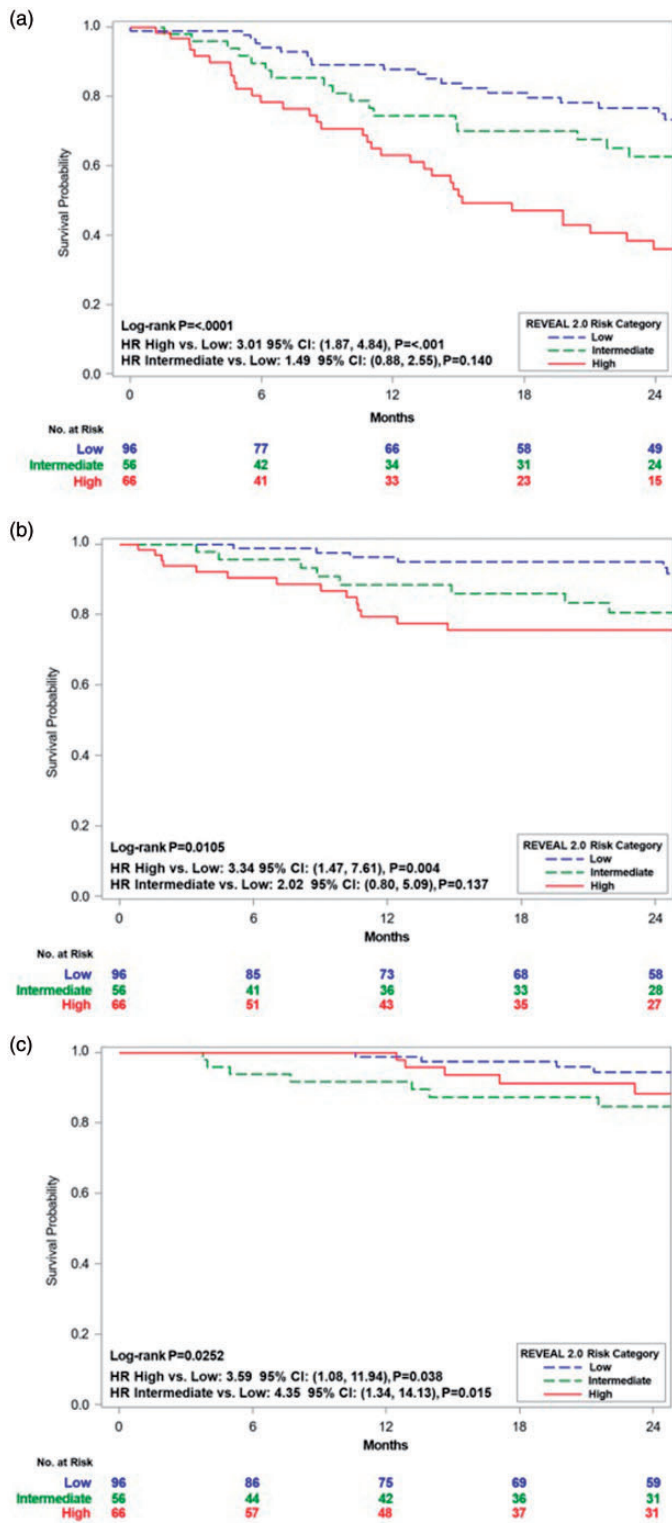 (a)
1.0
0.8
0.6
0.4
0.2
0.0
Survival Probability
Log-rank P=<.0001
HR High vs. Low: 3.01 95% CI: (1.87, 4.84), P=<.001
HR Intermediate vs. Low: 1.49 95% CI: (0.88, 2.55), P=0.140
REVEAL 2.0 Risk Category
Low
Intermediate
High
0 6 12 18 24
Months
No. at Risk
Low 96 77 66 58 49
Intermediate 56 42 34 31 24
High 66 41 33 23 15
(b)
1.0
0.8
0.6
0.4
0.2
0.0
Survival Probability
Log-rank P=0.0105
HR High vs. Low: 3.34 95% CI: (1.47, 7.61), P=0.004
HR Intermediate vs. Low: 2.02 95% CI: (0.80, 5.09), P=0.137
REVEAL 2.0 Risk Category
Low
Intermediate
High
0 6 12 18 24
Months
No. at Risk
Low 96 85 73 68 58
Intermediate 56 41 36 33 28
High 66 51 43 35 27
(c)
1.0
0.8
0.6
0.4
0.2
0.0
Survival Probability
Log-rank P=0.0252
HR High vs. Low: 3.59 95% CI: (1.08, 11.94), P=0.038
HR Intermediate vs. Low: 4.35 95% CI: (1.34, 14.13), P=0.015
REVEAL 2.0 Risk Category
Low
Intermediate
High
0 6 12 18 24
Months
No. at Risk
Low 96 86 75 69 59
Intermediate 56 44 42 36 31
High 66 57 48 37 31